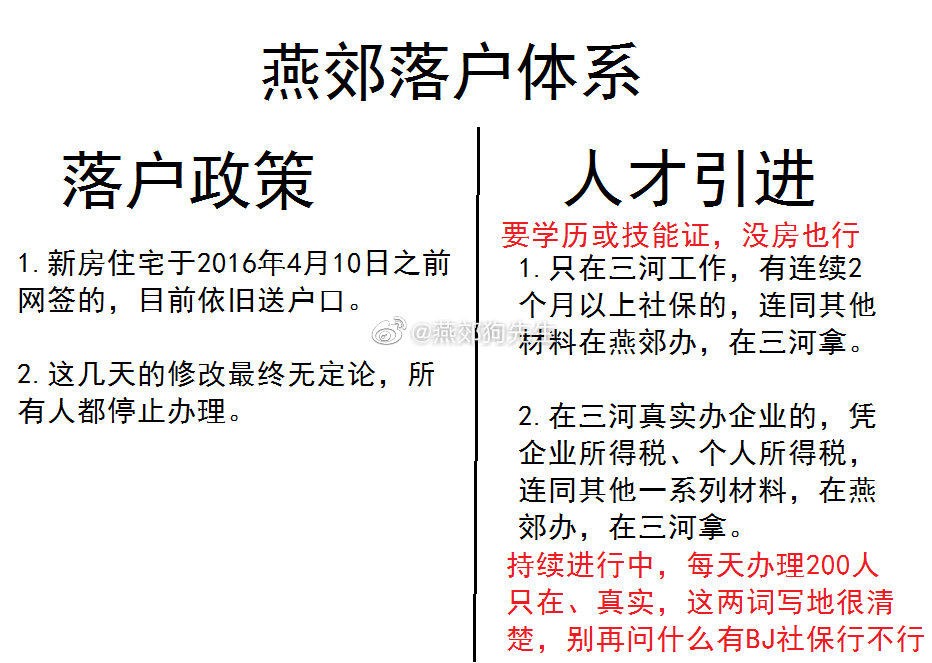 燕郊落户体系
落户政策
1.新房住宅于2016年4月10日之前
网签的，目前依旧送户口。
2.这几天的修改最终无定论，所
有人都停止办理。
人才引进
要学历或技能证，没房也行
1.只在三河工作，有连续2
个月以上社保的，连同其他
材料在燕郊办，在三河拿。
2.在三河真实办企业的，凭
企业所得税、个人所得税，
连同其他一系列材料，在燕
郊办，在三河拿。
持续进行中，每天办理200人
只在、真实，这两词写地很清
楚，别再问什么有BJ社保行不行
@燕郊狗先生